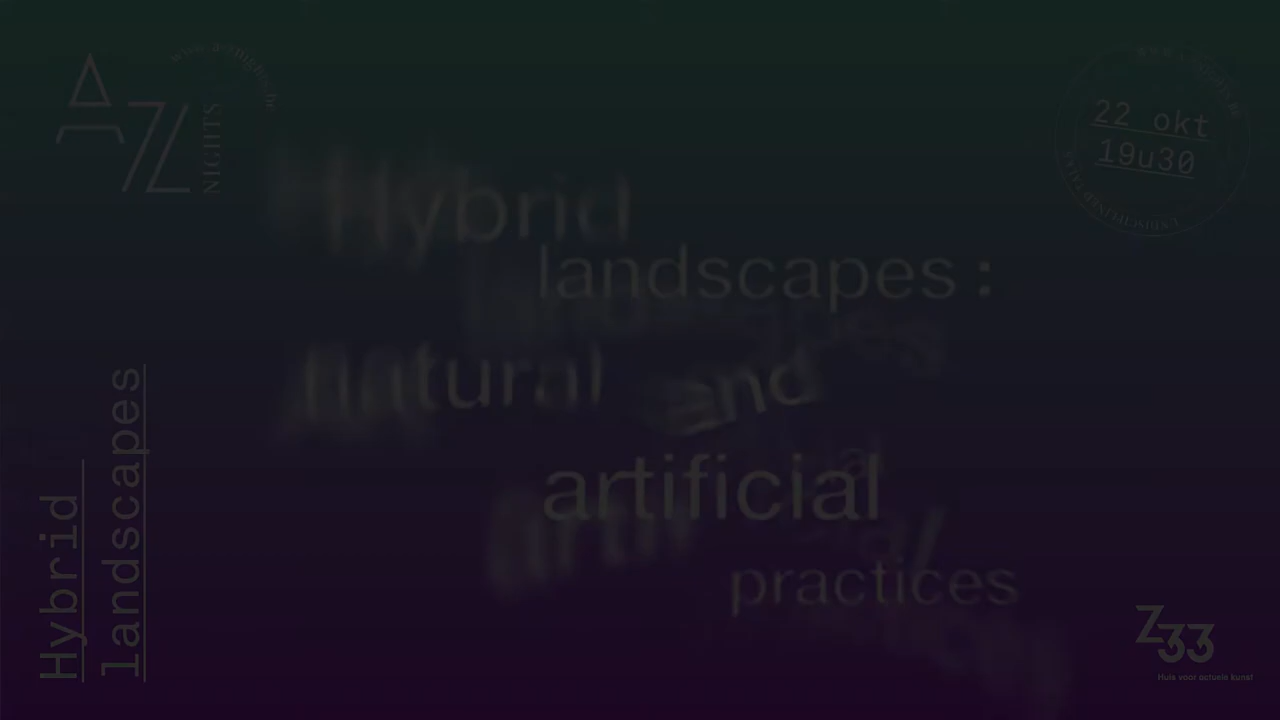 AZ
NIGHTS
22 okt
19u30
Hybrid
landscapes:
natural and
artificial
practices
Hybrid
landscapes
Z33
Huis voor actuele kunst